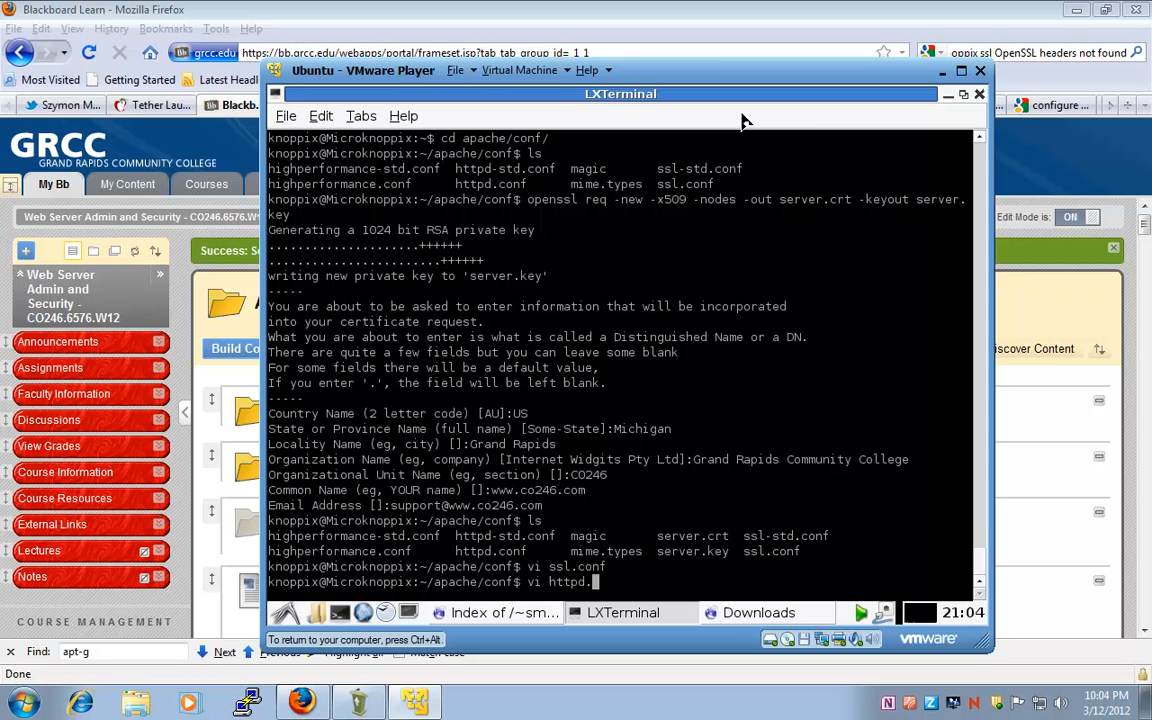 Blackboard Learn - Mozilla Firefox
File Edit View History Bookmarks Tools Help
grcc.edu https://bb.grcc.edu/webapps/portal/frameset.jsp?tab_tab_group_id=_1_1
oppix ssl OpenSSL headers not found
Most Visited Getting Started Latest Headl
Szymon M... Tether Lau... Blackb. configure ...
Ubuntu - VMware Player File Virtual Machine Help
LXTerminal
File Edit Tabs Help
GRCC
GRAND RAPIDS COMMUNITY COLLEGE
My Bb My Content Courses
Web Server Admin and Security - CO246.6576.W12
Edit Mode is: ON
Success: S
Web Server
Admin and
Security -
CO246.6576.W12
Build Co
iscover Content
Announcements
Assignments
Faculty Information
Discussions
View Grades
Course Information
Course Resources
External Links
Lectures
Notes
COURSE MANAGEMENT
knoppix@Microknoppix:~$ cd apache/conf/
knoppix@Microknoppix:~/apache/conf$ ls
highperformance-std.conf httpd-std.conf magic ssl-std.conf
highperformance.conf httpd.conf mime.types ssl.conf
knoppix@Microknoppix:~/apache/conf$ openssl req -new -x509 -nodes -out server.crt -keyout server.
key
Generating a 1024 bit RSA private key
.....................++++++
........................++++++
writing new private key to 'server.key'
-----
You are about to be asked to enter information that will be incorporated
into your certificate request.
What you are about to enter is what is called a Distinguished Name or a DN.
There are quite a few fields but you can leave some blank
For some fields there will be a default value,
If you enter '.', the field will be left blank.
-----
Country Name (2 letter code) [AU]:US
State or Province Name (full name) [Some-State]:Michigan
Locality Name (eg, city) []:Grand Rapids
Organization Name (eg, company) [Internet Widgits Pty Ltd]:Grand Rapids Community College
Organizational Unit Name (eg, section) []:CO246
Common Name (eg, YOUR name) []:www.co246.com
Email Address []:support@www.co246.com
knoppix@Microknoppix:~/apache/conf$ ls
highperformance-std.conf httpd-std.conf magic server.crt ssl-std.conf
highperformance.conf httpd.conf mime.types server.key ssl.conf
knoppix@Microknoppix:~/apache/conf$ vi ssl.conf
knoppix@Microknoppix:~/apache/conf$ vi httpd.
Index of /~sm... LXTerminal Downloads 21:04
To return to your computer, press Ctrl+Alt. vmware
Find: apt-g Next
Done
10:04 PM
3/12/2012